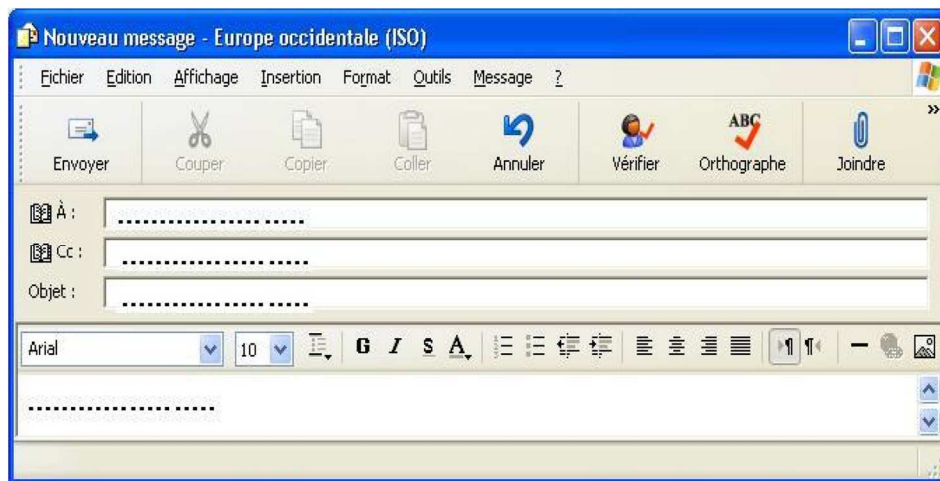 Nouveau message - Europe occidentale (ISO)
Fichier Edition Affichage Insertion Format Outils Message ?
Envoyer Couper Copier Coller Annuler Vérifier ABC Orthographe Joindre »
À : ......................
Cc : ......................
Objet : ......................
Arial 10 G I S A
......................